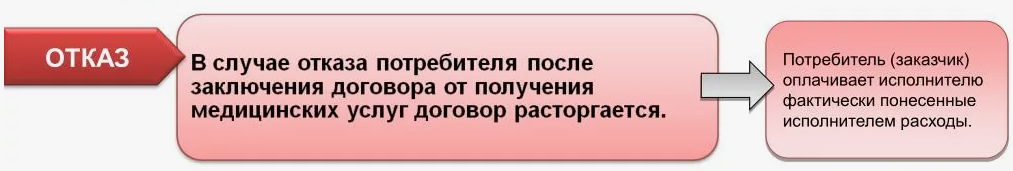 ОТКАЗ
В случае отказа потребителя после
заключения договора от получения
медицинских услуг договор расторгается.
Потребитель (заказчик)
оплачивает исполнителю
фактически понесенные
исполнителем расходы.